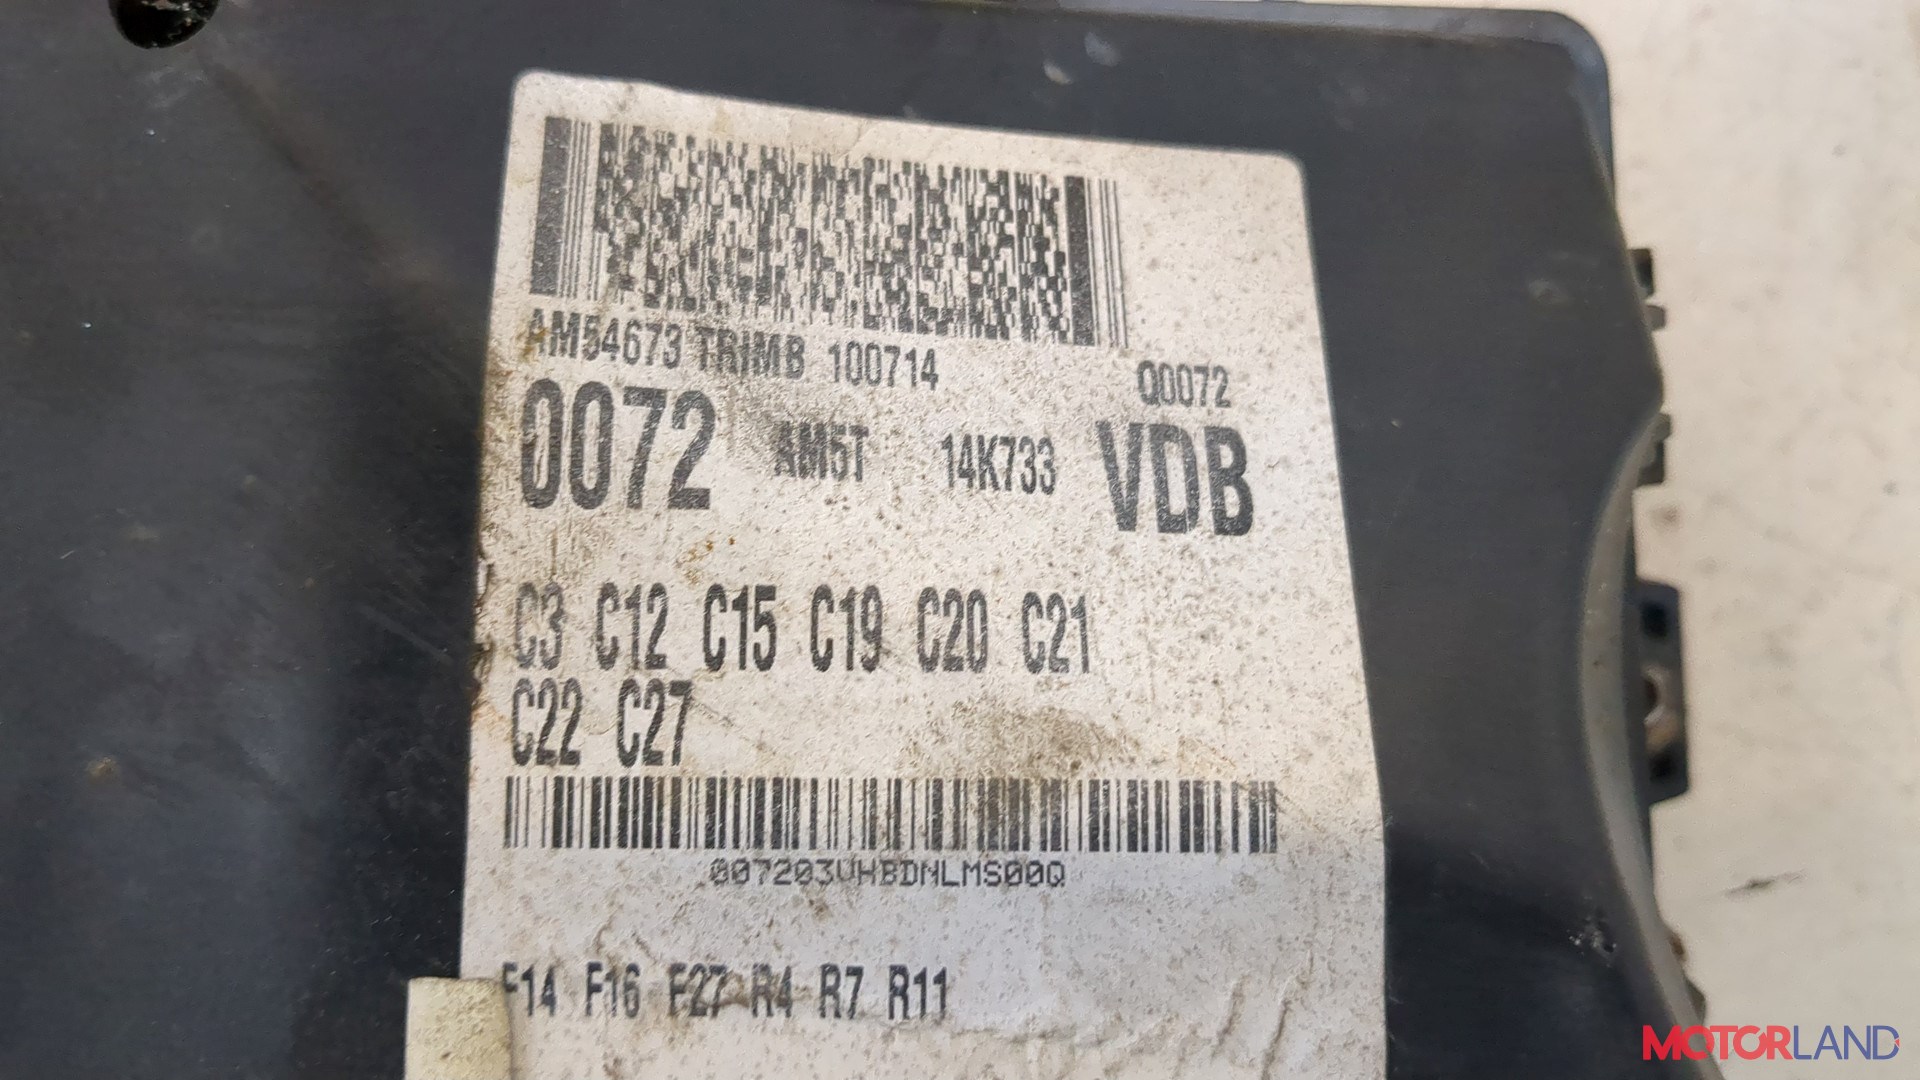 AM54673 TRIMB 100714 Q0072
0072 AM5T 14K733 VDB
C3 C12 C15 C19 C20 C21
C22 C27
007203VHBDNLMS00Q
F14 F16 F27 R4 R7 R11
MOTORLAND